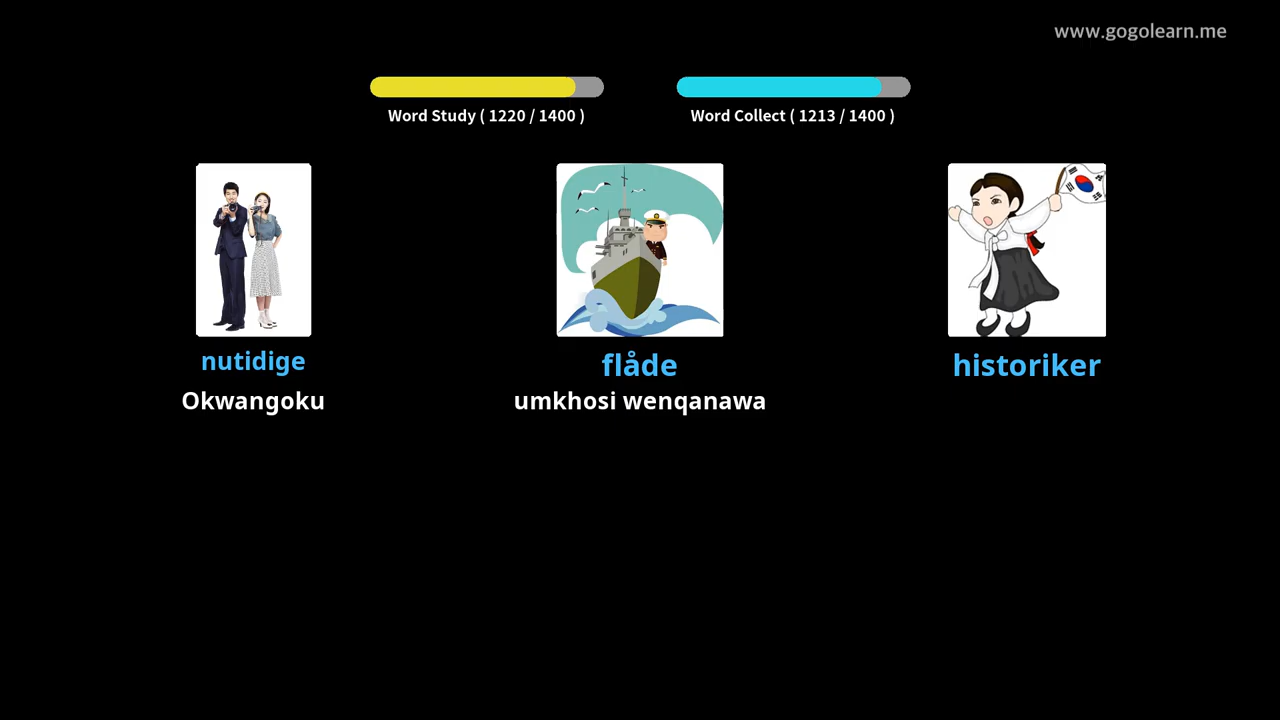 www.gogolearn.me
Word Study ( 1220 / 1400 )
Word Collect ( 1213 / 1400 )
nutidige
flåde
historiker
Okwangoku
umkhosi wenqanawa